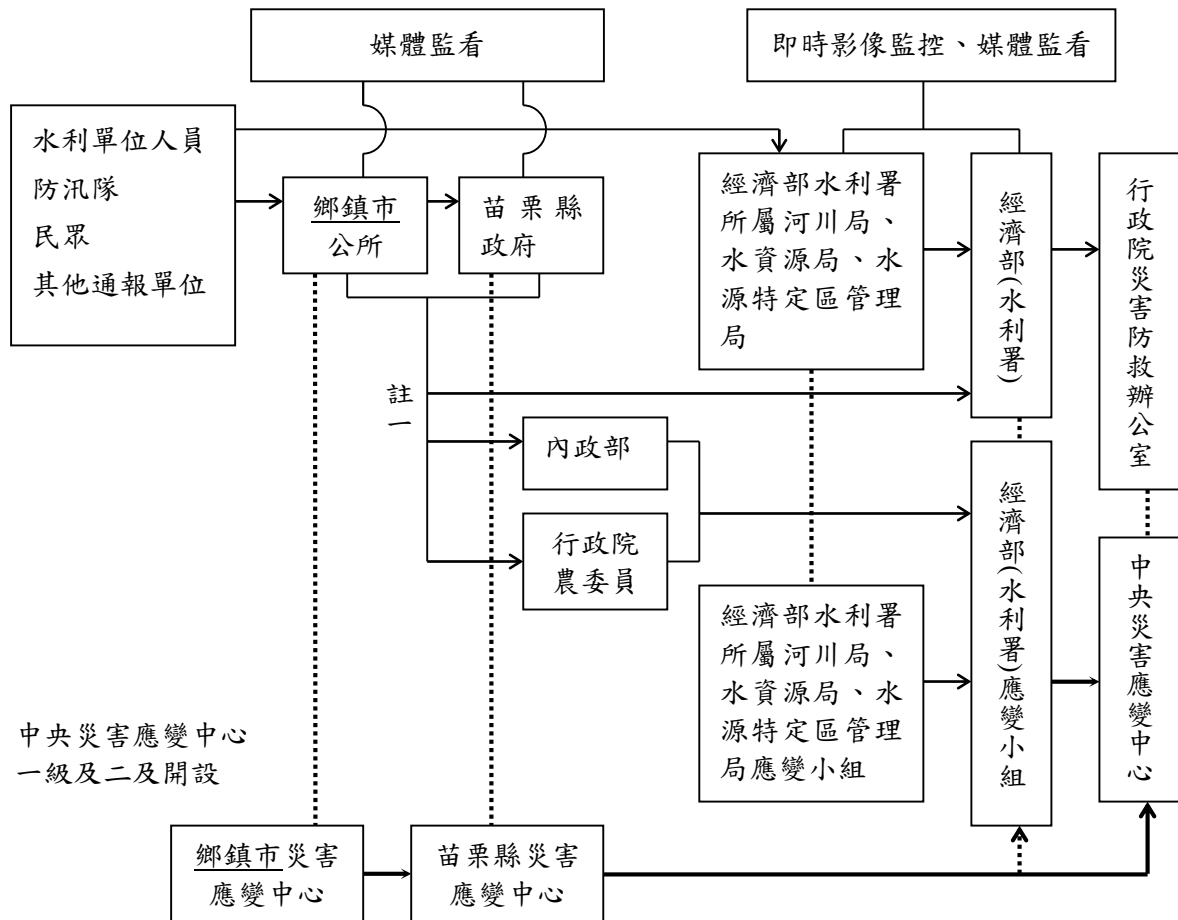 媒體監看
即時影像監控、媒體監看
水利單位人員
防汛隊
民眾
其他通報單位
鄉鎮市
公所
苗栗縣
政府
經濟部水利署
所屬河川局、
水資源局、水
源特定區管理
局
經濟部(水利署)
行政院災害防救辦公室
註一
內政部
行政院
農委員
經濟部水利署
所屬河川局、
水資源局、水
源特定區管理
局應變小組
經濟部(水利署)應變小組
中央災害應變中心
中央災害應變中心
一級及二及開設
鄉鎮市災害
應變中心
苗栗縣災害
應變中心